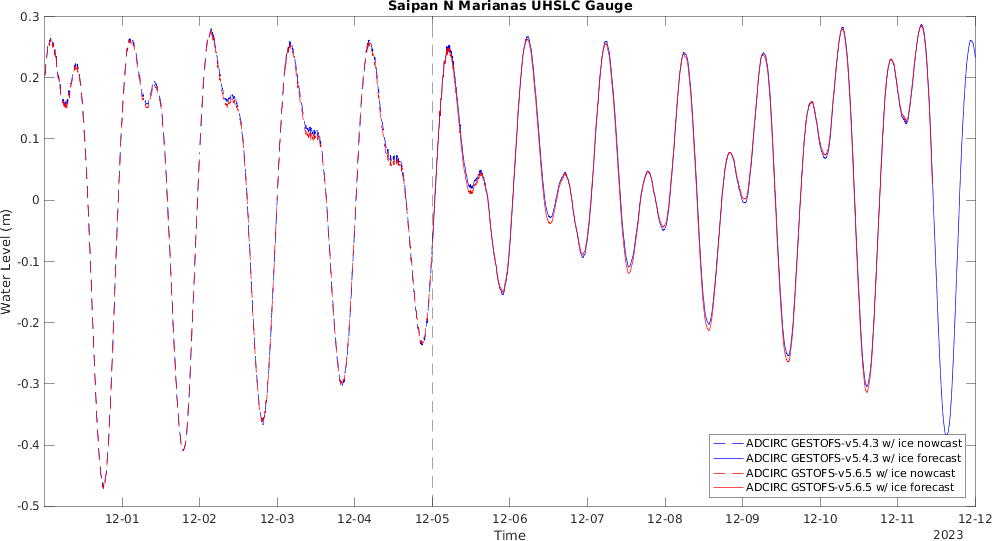 Saipan N Marianas UHSLC Gauge
Water Level (m)
0.3
0.2
0.1
0
-0.1
-0.2
-0.3
-0.4
-0.5
ADCIRC GESTOFS-v5.4.3 w/ ice nowcast
ADCIRC GESTOFS-v5.4.3 w/ ice forecast
ADCIRC GSTOFS-v5.6.5 w/ ice nowcast
ADCIRC GSTOFS-v5.6.5 w/ ice forecast
12-01 12-02 12-03 12-04 12-05 12-06 12-07 12-08 12-09 12-10 12-11 12-12
Time
2023